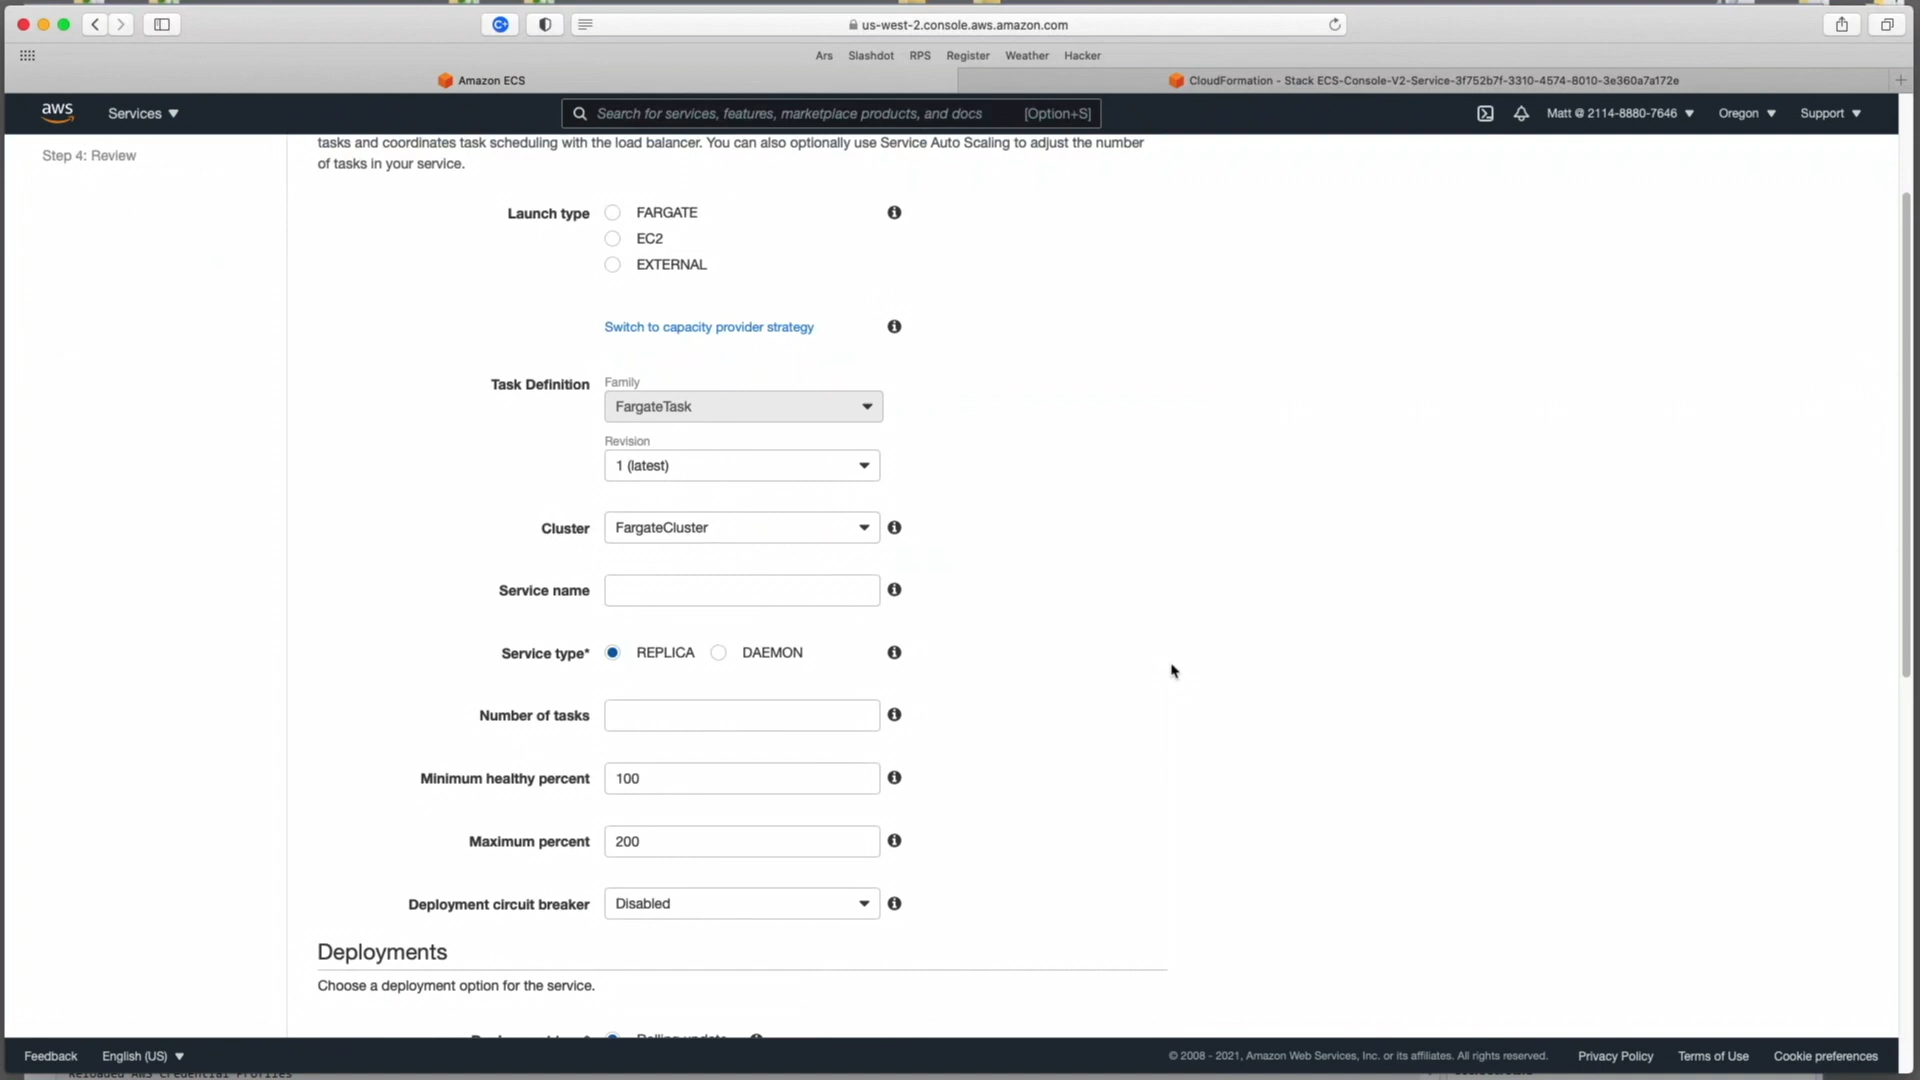 us-west-2.console.aws.amazon.com
Ars Slashdot RPS Register Weather Hacker
Amazon ECS
CloudFormation - Stack ECS-Console-V2-Service-3f752b7f-3310-4574-8010-3e360a7a172e
aws Services Search for services, features, marketplace products, and docs [Option+S] Matt @ 2114-8880-7646 Oregon Support
Step 4: Review
tasks and coordinates task scheduling with the load balancer. You can also optionally use Service Auto Scaling to adjust the number
of tasks in your service.
Launch type FARGATE
EC2
EXTERNAL
Switch to capacity provider strategy
Task Definition Family
FargateTask
Revision
1 (latest)
Cluster FargateCluster
Service name
Service type* REPLICA DAEMON
Number of tasks
Minimum healthy percent 100
Maximum percent 200
Deployment circuit breaker Disabled
Deployments
Choose a deployment option for the service.
Rolling update
Feedback English (US) © 2008 - 2021, Amazon Web Services, Inc. or its affiliates. All rights reserved. Privacy Policy Terms of Use Cookie preferences
Reloaded AWS Credential Profiles